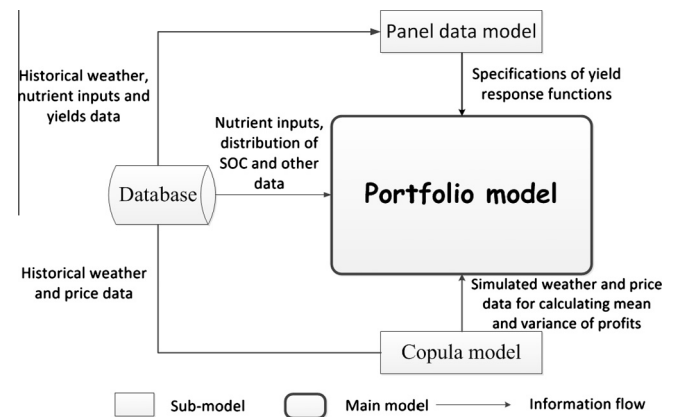 Panel data model
Historical weather,
nutrient inputs and
yields data
Specifications of yield
response functions
Nutrient inputs,
distribution of
SOC and other
data
Database
Portfolio model
Historical weather
and price data
Simulated weather and price
data for calculating mean
and variance of profits
Copula model
Sub-model
Main model
Information flow